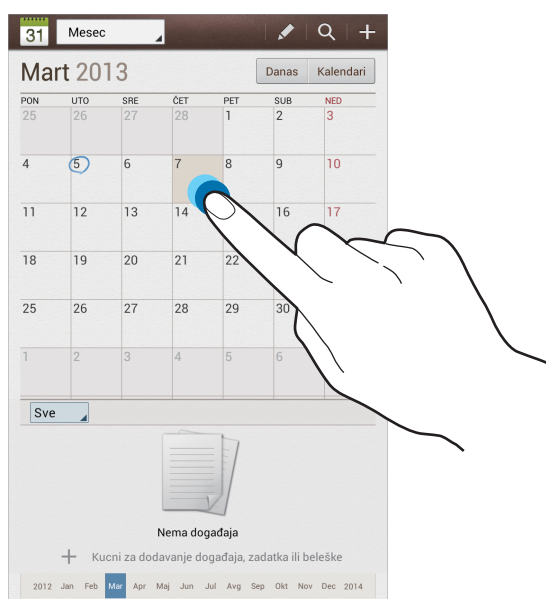 31 Mesec
Mart 2013 Danas Kalendari
PON UTO SRE ČET PET SUB NED
25 26 27 28 1 2 3
4 5 6 7 8 9 10
11 12 13 14 16 17
18 19 20 21 22
25 26 27 28 29 30
1 2 3 4 5 6
Sve
Nema događaja
Kucni za dodavanje događaja, zadatka ili beleške
2012 Jan Feb Mar Apr Maj Jun Jul Avg Sep Okt Nov Dec 2014